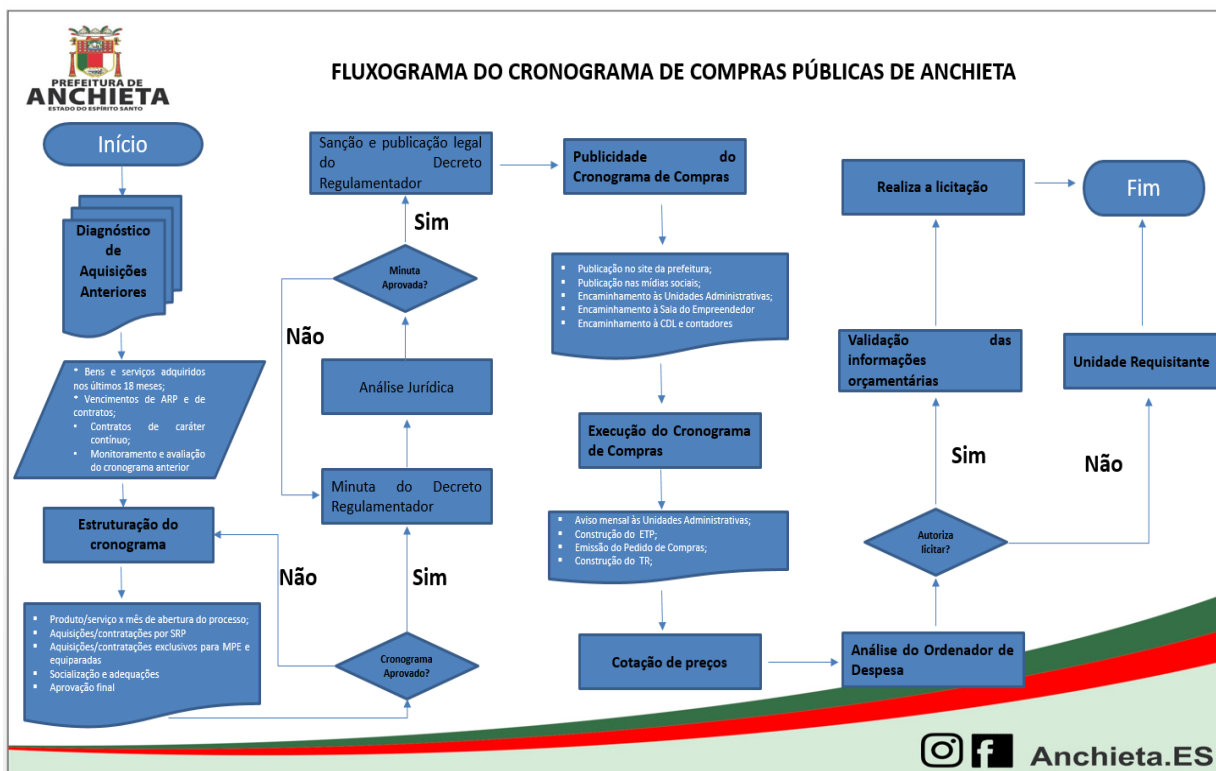 PREFEITURA DE
ANCHIETA
ESTADO DO ESPÍRITO SANTO
FLUXOGRAMA DO CRONOGRAMA DE COMPRAS PÚBLICAS DE ANCHIETA
Início
Diagnóstico
de
Aquisições
Anteriores
* Bens e serviços adquiridos
nos últimos 18 meses;
* Vencimentos de ARP e de
contratos;
▪ Contratos de caráter
contínuo;
▪ Monitoramento e avaliação
do cronograma anterior
Estruturação do
cronograma
▪ Produto/serviço x mês de abertura do processo;
▪ Aquisições/contratações por SRP
▪ Aquisições/contratações exclusivos para MPE e
equiparadas
▪ Socialização e adequações
▪ Aprovação final
Cronograma
Aprovado?
Não
Sim
Minuta do Decreto
Regulamentador
Análise Jurídica
Minuta
Aprovada?
Não
Sim
Sanção e publicação legal
do Decreto
Regulamentador
Publicidade do
Cronograma de Compras
▪ Publicação no site da prefeitura;
▪ Publicação nas mídias sociais;
▪ Encaminhamento às Unidades Administrativas;
▪ Encaminhamento à Sala do Empreendedor
▪ Encaminhamento à CDL e contadores
Execução do Cronograma
de Compras
▪ Aviso mensal às Unidades Administrativas;
▪ Construção do ETP;
▪ Emissão do Pedido de Compras;
▪ Construção do TR;
Cotação de preços
Análise do Ordenador de
Despesa
Autoriza
licitar?
Sim
Não
Validação das
informações
orçamentárias
Unidade Requisitante
Realiza a licitação
Fim
Anchieta.ES